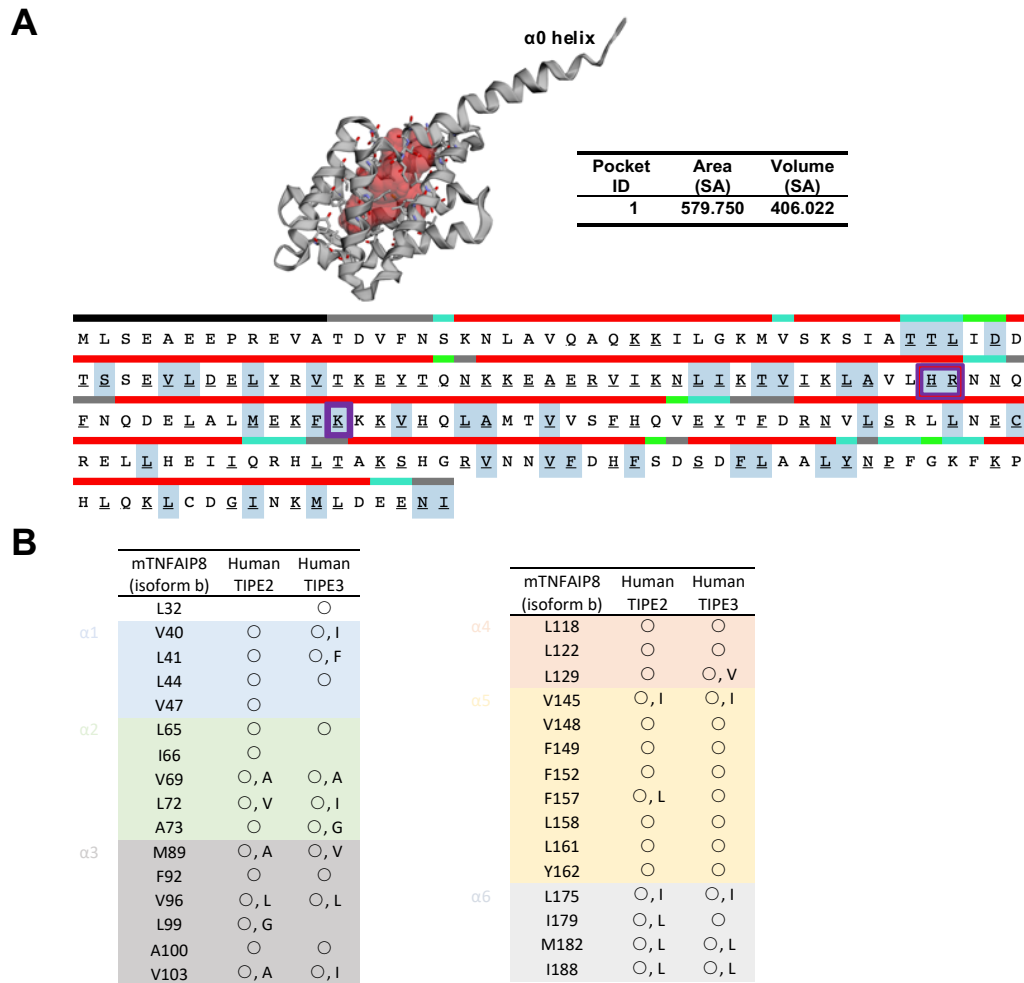 A
α0 helix
Pocket ID Area (SA) Volume (SA)
1 579.750 406.022
M L S E A E E P R E V A T D V F N S K N L A V Q A Q K K I L G K M V S K S I A T T L I D D
T S S E V L D E L Y R V T K E Y T Q N K K E A E R V I K N L I K T V I K L A V L H R N N Q
F N Q D E L A L M E K F K K K V H Q L A M T V V S F H Q V E Y T F D R N V L S R L L N E C
R E L L H E I I Q R H L T A K S H G R V N N V F D H F S D S D F L A A L Y N P F G K F K P
H L Q K L C D G I N K M L D E E N I
B
mTNFAIP8 (isoform b) Human TIPE2 Human TIPE3
L32 ○
α1 V40 ○ ○, I
L41 ○ ○, F
L44 ○ ○
V47 ○
α2 L65 ○ ○
I66 ○
V69 ○, A ○, A
L72 ○, V ○, I
A73 ○ ○, G
α3 M89 ○, A ○, V
F92 ○ ○
V96 ○, L ○, L
L99 ○, G
A100 ○ ○
V103 ○, A ○, I
mTNFAIP8 (isoform b) Human TIPE2 Human TIPE3
α4 L118 ○ ○
L122 ○ ○
L129 ○ ○, V
α5 V145 ○, I ○, I
V148 ○ ○
F149 ○ ○
F152 ○ ○
F157 ○, L ○
L158 ○ ○
L161 ○ ○
Y162 ○ ○
α6 L175 ○, I ○, I
I179 ○, L ○
M182 ○, L ○, L
I188 ○, L ○, L